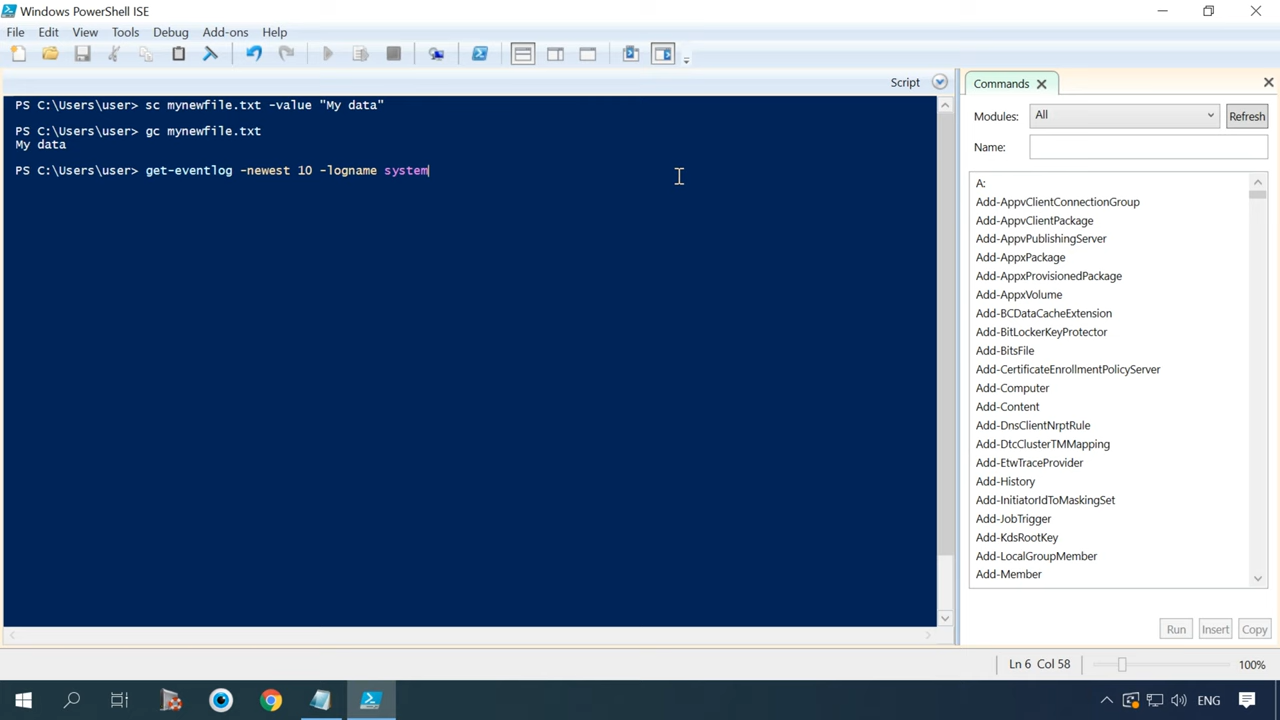 Windows PowerShell ISE
File Edit View Tools Debug Add-ons Help
Script
PS C:\Users\user> sc mynewfile.txt -value "My data"
PS C:\Users\user> gc mynewfile.txt
My data
PS C:\Users\user> get-eventlog -newest 10 -logname system
Commands
Modules: All Refresh
Name:
A:
Add-AppvClientConnectionGroup
Add-AppvClientPackage
Add-AppvPublishingServer
Add-AppxPackage
Add-AppxProvisionedPackage
Add-AppxVolume
Add-BCDataCacheExtension
Add-BitLockerKeyProtector
Add-BitsFile
Add-CertificateEnrollmentPolicyServer
Add-Computer
Add-Content
Add-DnsClientNrptRule
Add-DtcClusterTMMapping
Add-EtwTraceProvider
Add-History
Add-InitiatorIdToMaskingSet
Add-JobTrigger
Add-KdsRootKey
Add-LocalGroupMember
Add-Member
Run Insert Copy
Ln 6 Col 58 100%
ENG